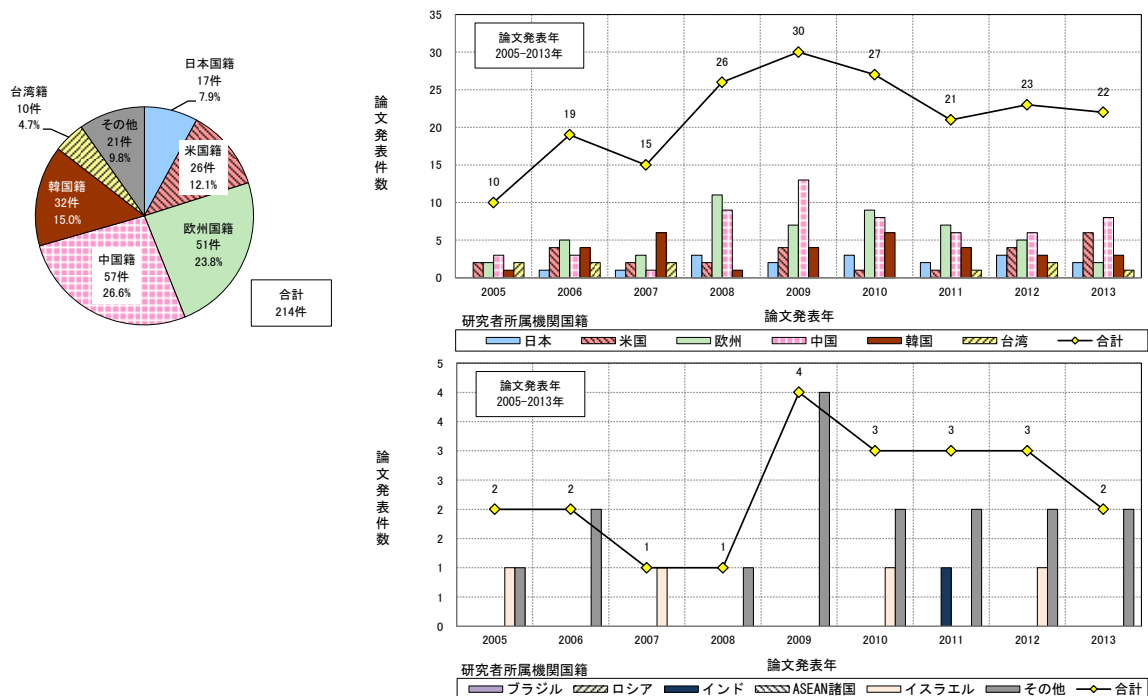 日本国籍
17件
7.9%
米国籍
26件
12.1%
欧州国籍
51件
23.8%
中国籍
57件
26.6%
韓国籍
32件
15.0%
台湾籍
10件
4.7%
その他
21件
9.8%
合計
214件
論文発表年
2005-2013年
論文発表件数
35
30
25
20
15
10
5
0
10
19
15
26
30
27
21
23
22
2005 2006 2007 2008 2009 2010 2011 2012 2013
論文発表年
研究者所属機関国籍
日本 米国 欧州 中国 韓国 台湾 合計
論文発表年
2005-2013年
論文発表件数
5
4
4
3
3
2
2
1
1
0
2
2
1
1
4
3
3
3
2
2005 2006 2007 2008 2009 2010 2011 2012 2013
論文発表年
研究者所属機関国籍
ブラジル ロシア インド ASEAN諸国 イスラエル その他 合計